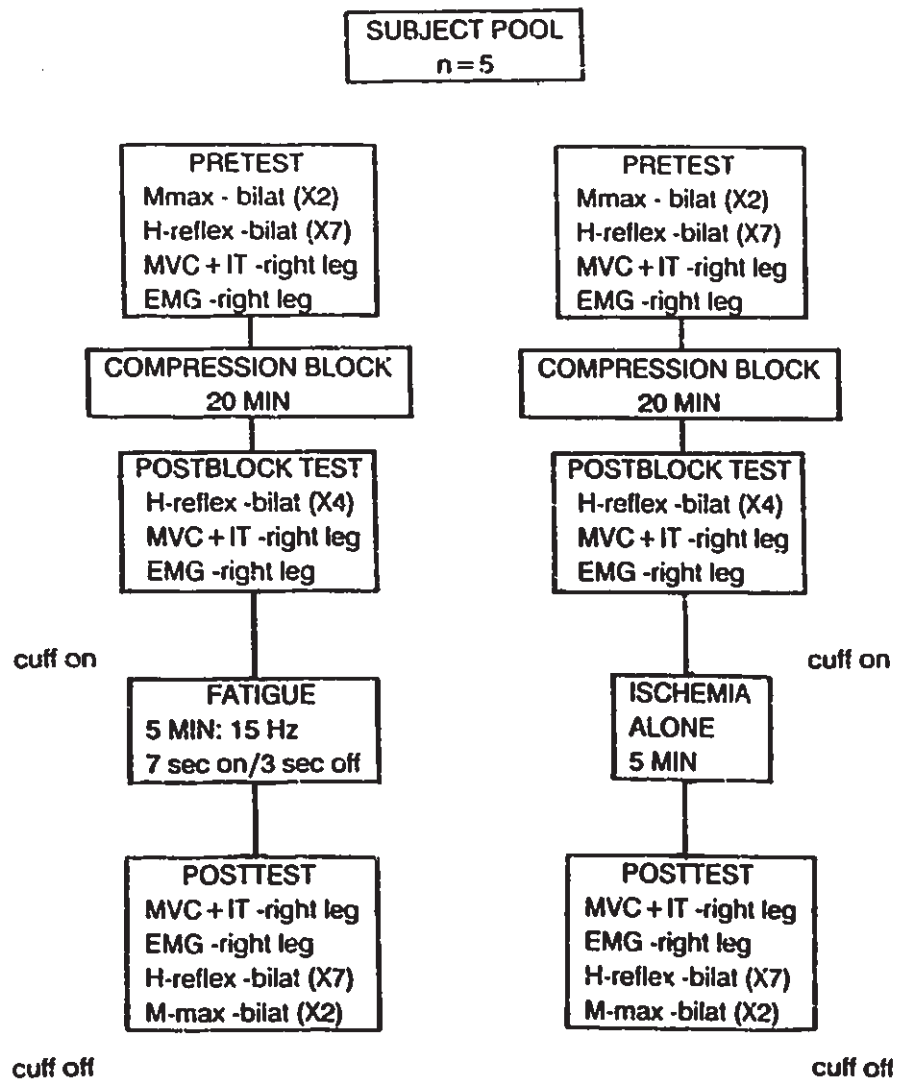 SUBJECT POOL
n = 5
PRETEST
Mmax - bilat (X2)
H-reflex -bilat (X7)
MVC + IT -right leg
EMG -right leg
COMPRESSION BLOCK
20 MIN
POSTBLOCK TEST
H-reflex -bilat (X4)
MVC + IT -right leg
EMG -right leg
cuff on
FATIGUE
5 MIN: 15 Hz
7 sec on/3 sec off
POSTTEST
MVC + IT -right leg
EMG -right leg
H-reflex -bilat (X7)
M-max -bilat (X2)
cuff off
PRETEST
Mmax - bilat (X2)
H-reflex -bilat (X7)
MVC + IT -right leg
EMG -right leg
COMPRESSION BLOCK
20 MIN
POSTBLOCK TEST
H-reflex -bilat (X4)
MVC + IT -right leg
EMG -right leg
cuff on
ISCHEMIA
ALONE
5 MIN
POSTTEST
MVC + IT -right leg
EMG -right leg
H-reflex -bilat (X7)
M-max -bilat (X2)
cuff off